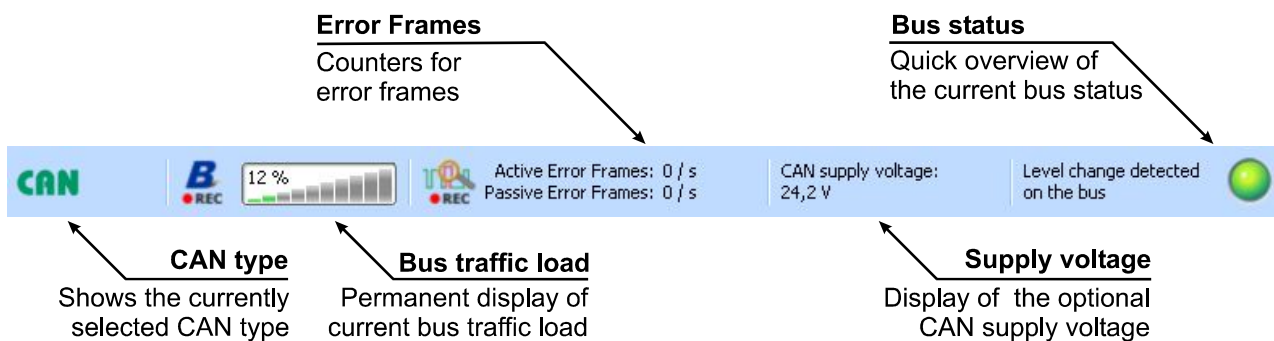 Error Frames
Counters for
error frames
Bus status
Quick overview of
the current bus status
CAN
B
REC
12 %
REC
Active Error Frames: 0 / s
Passive Error Frames: 0 / s
CAN supply voltage:
24,2 V
Level change detected
on the bus
CAN type
Shows the currently
selected CAN type
Bus traffic load
Permanent display of
current bus traffic load
Supply voltage
Display of the optional
CAN supply voltage